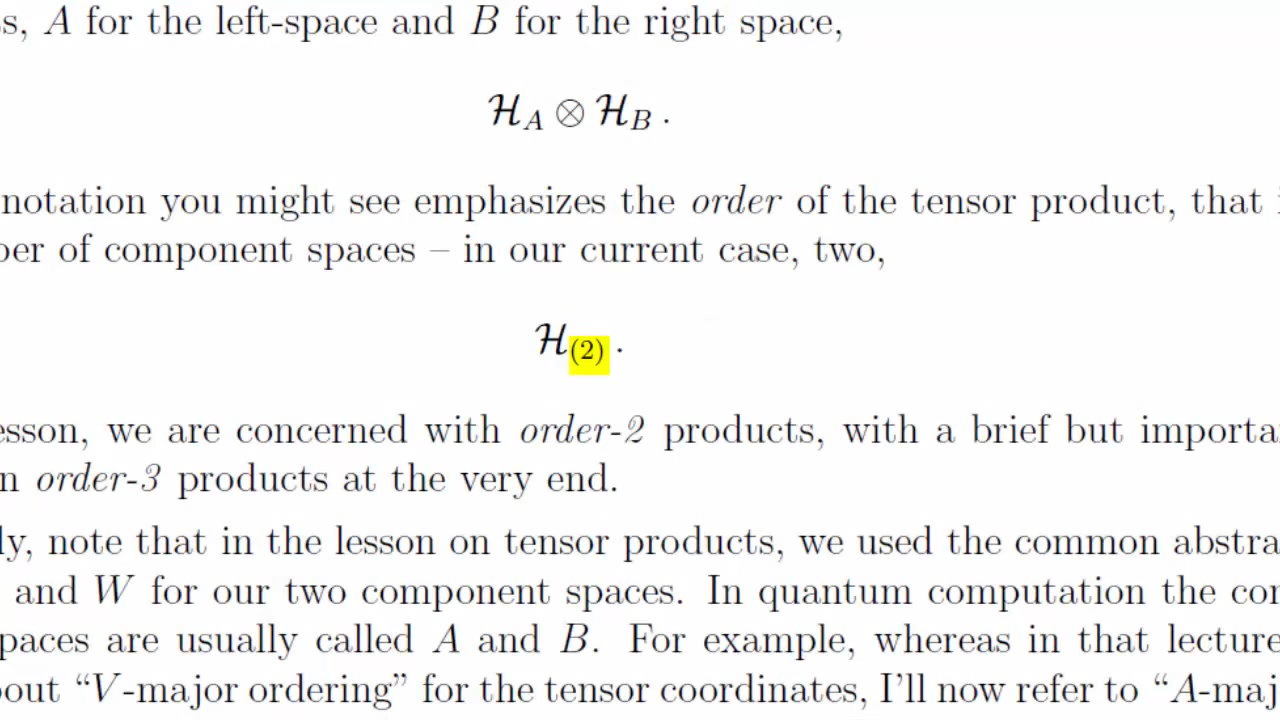 s, A for the left-space and B for the right space,
ℋ_A ⊗ ℋ_B .
notation you might see emphasizes the order of the tensor product, that
ber of component spaces – in our current case, two,
ℋ_(2) .
esson, we are concerned with order-2 products, with a brief but importa
n order-3 products at the very end.
ly, note that in the lesson on tensor products, we used the common abstra
and W for our two component spaces. In quantum computation the co
spaces are usually called A and B. For example, whereas in that lecture
bout “V-major ordering” for the tensor coordinates, I'll now refer to “A-maj